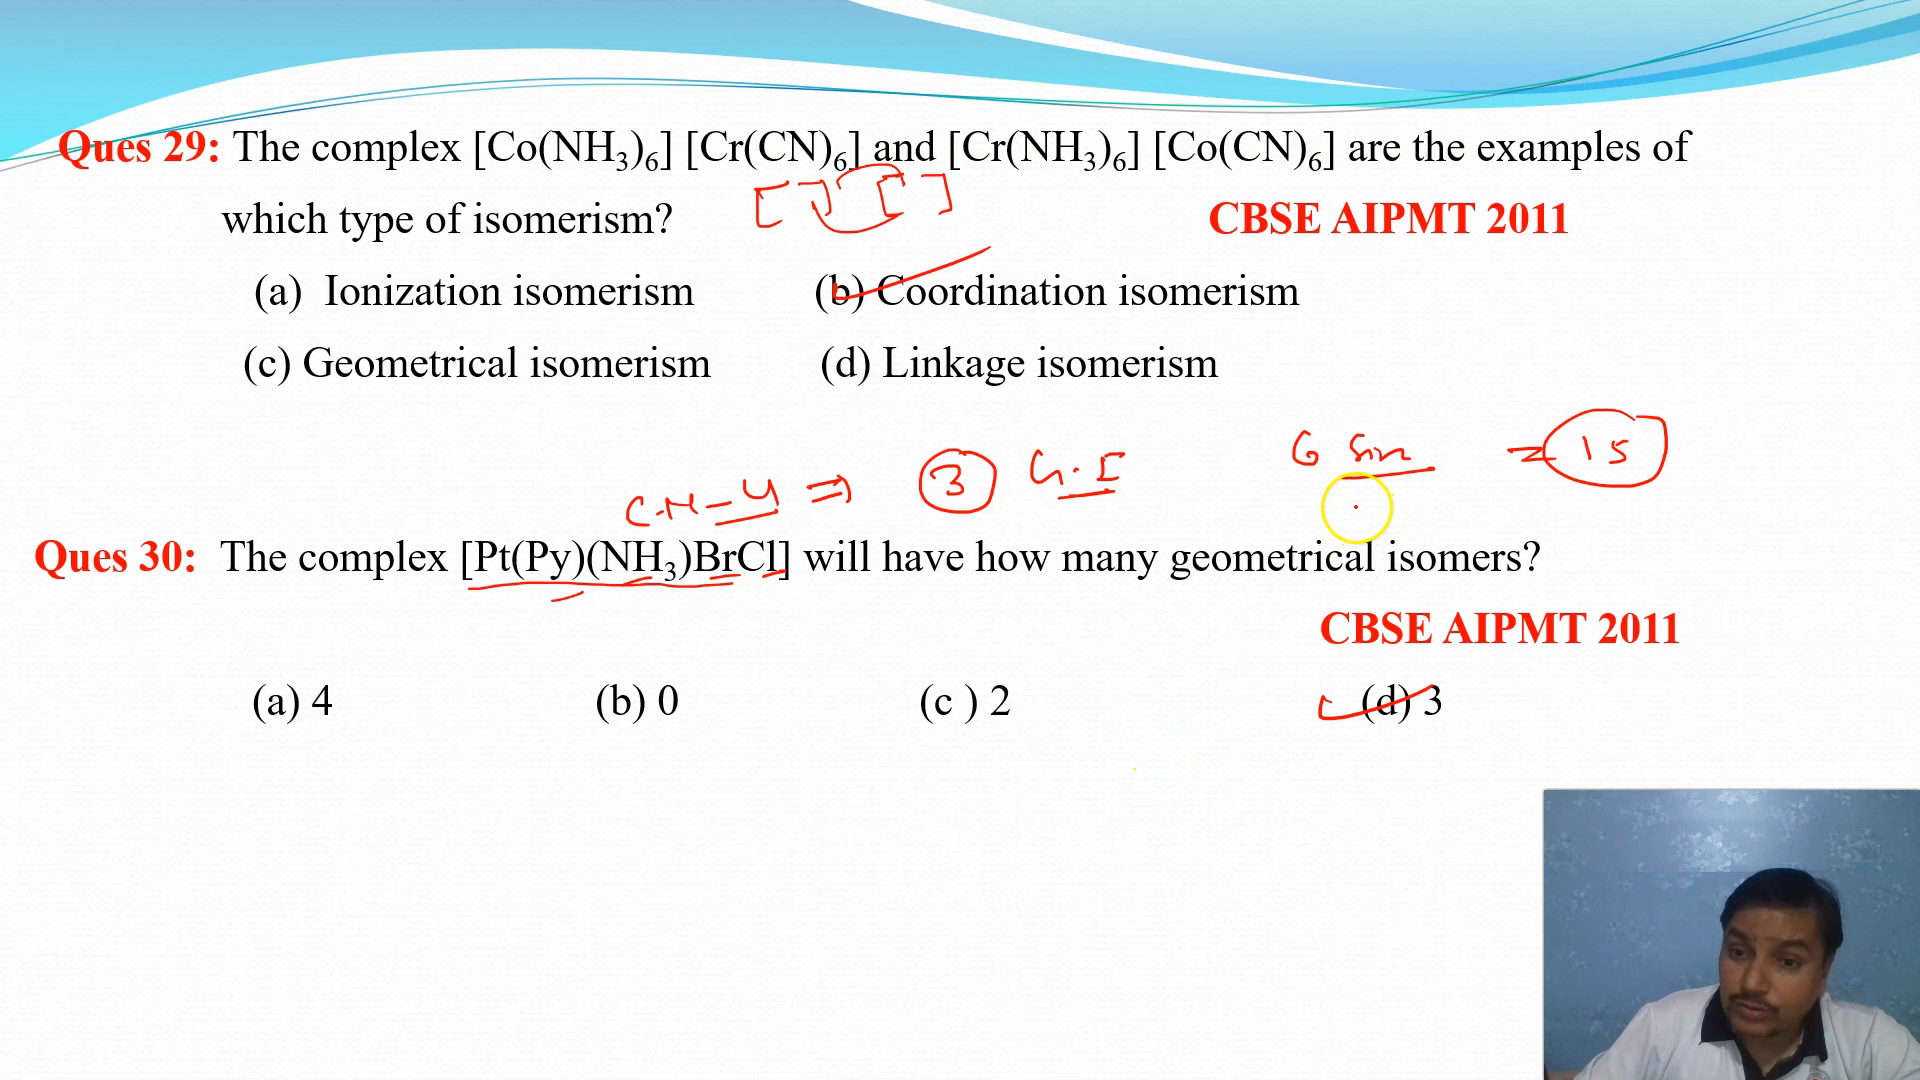 Ques 29: The complex [Co(NH₃)₆] [Cr(CN)₆] and [Cr(NH₃)₆] [Co(CN)₆] are the examples of
[ ] [ ]
which type of isomerism? CBSE AIPMT 2011
(a) Ionization isomerism (b) Coordination isomerism
(c) Geometrical isomerism (d) Linkage isomerism
6 = 15
C.N – 4 ⇒ 3 G.I
Ques 30: The complex [Pt(Py)(NH₃)BrCl] will have how many geometrical isomers?
CBSE AIPMT 2011
(a) 4 (b) 0 (c ) 2 (d) 3